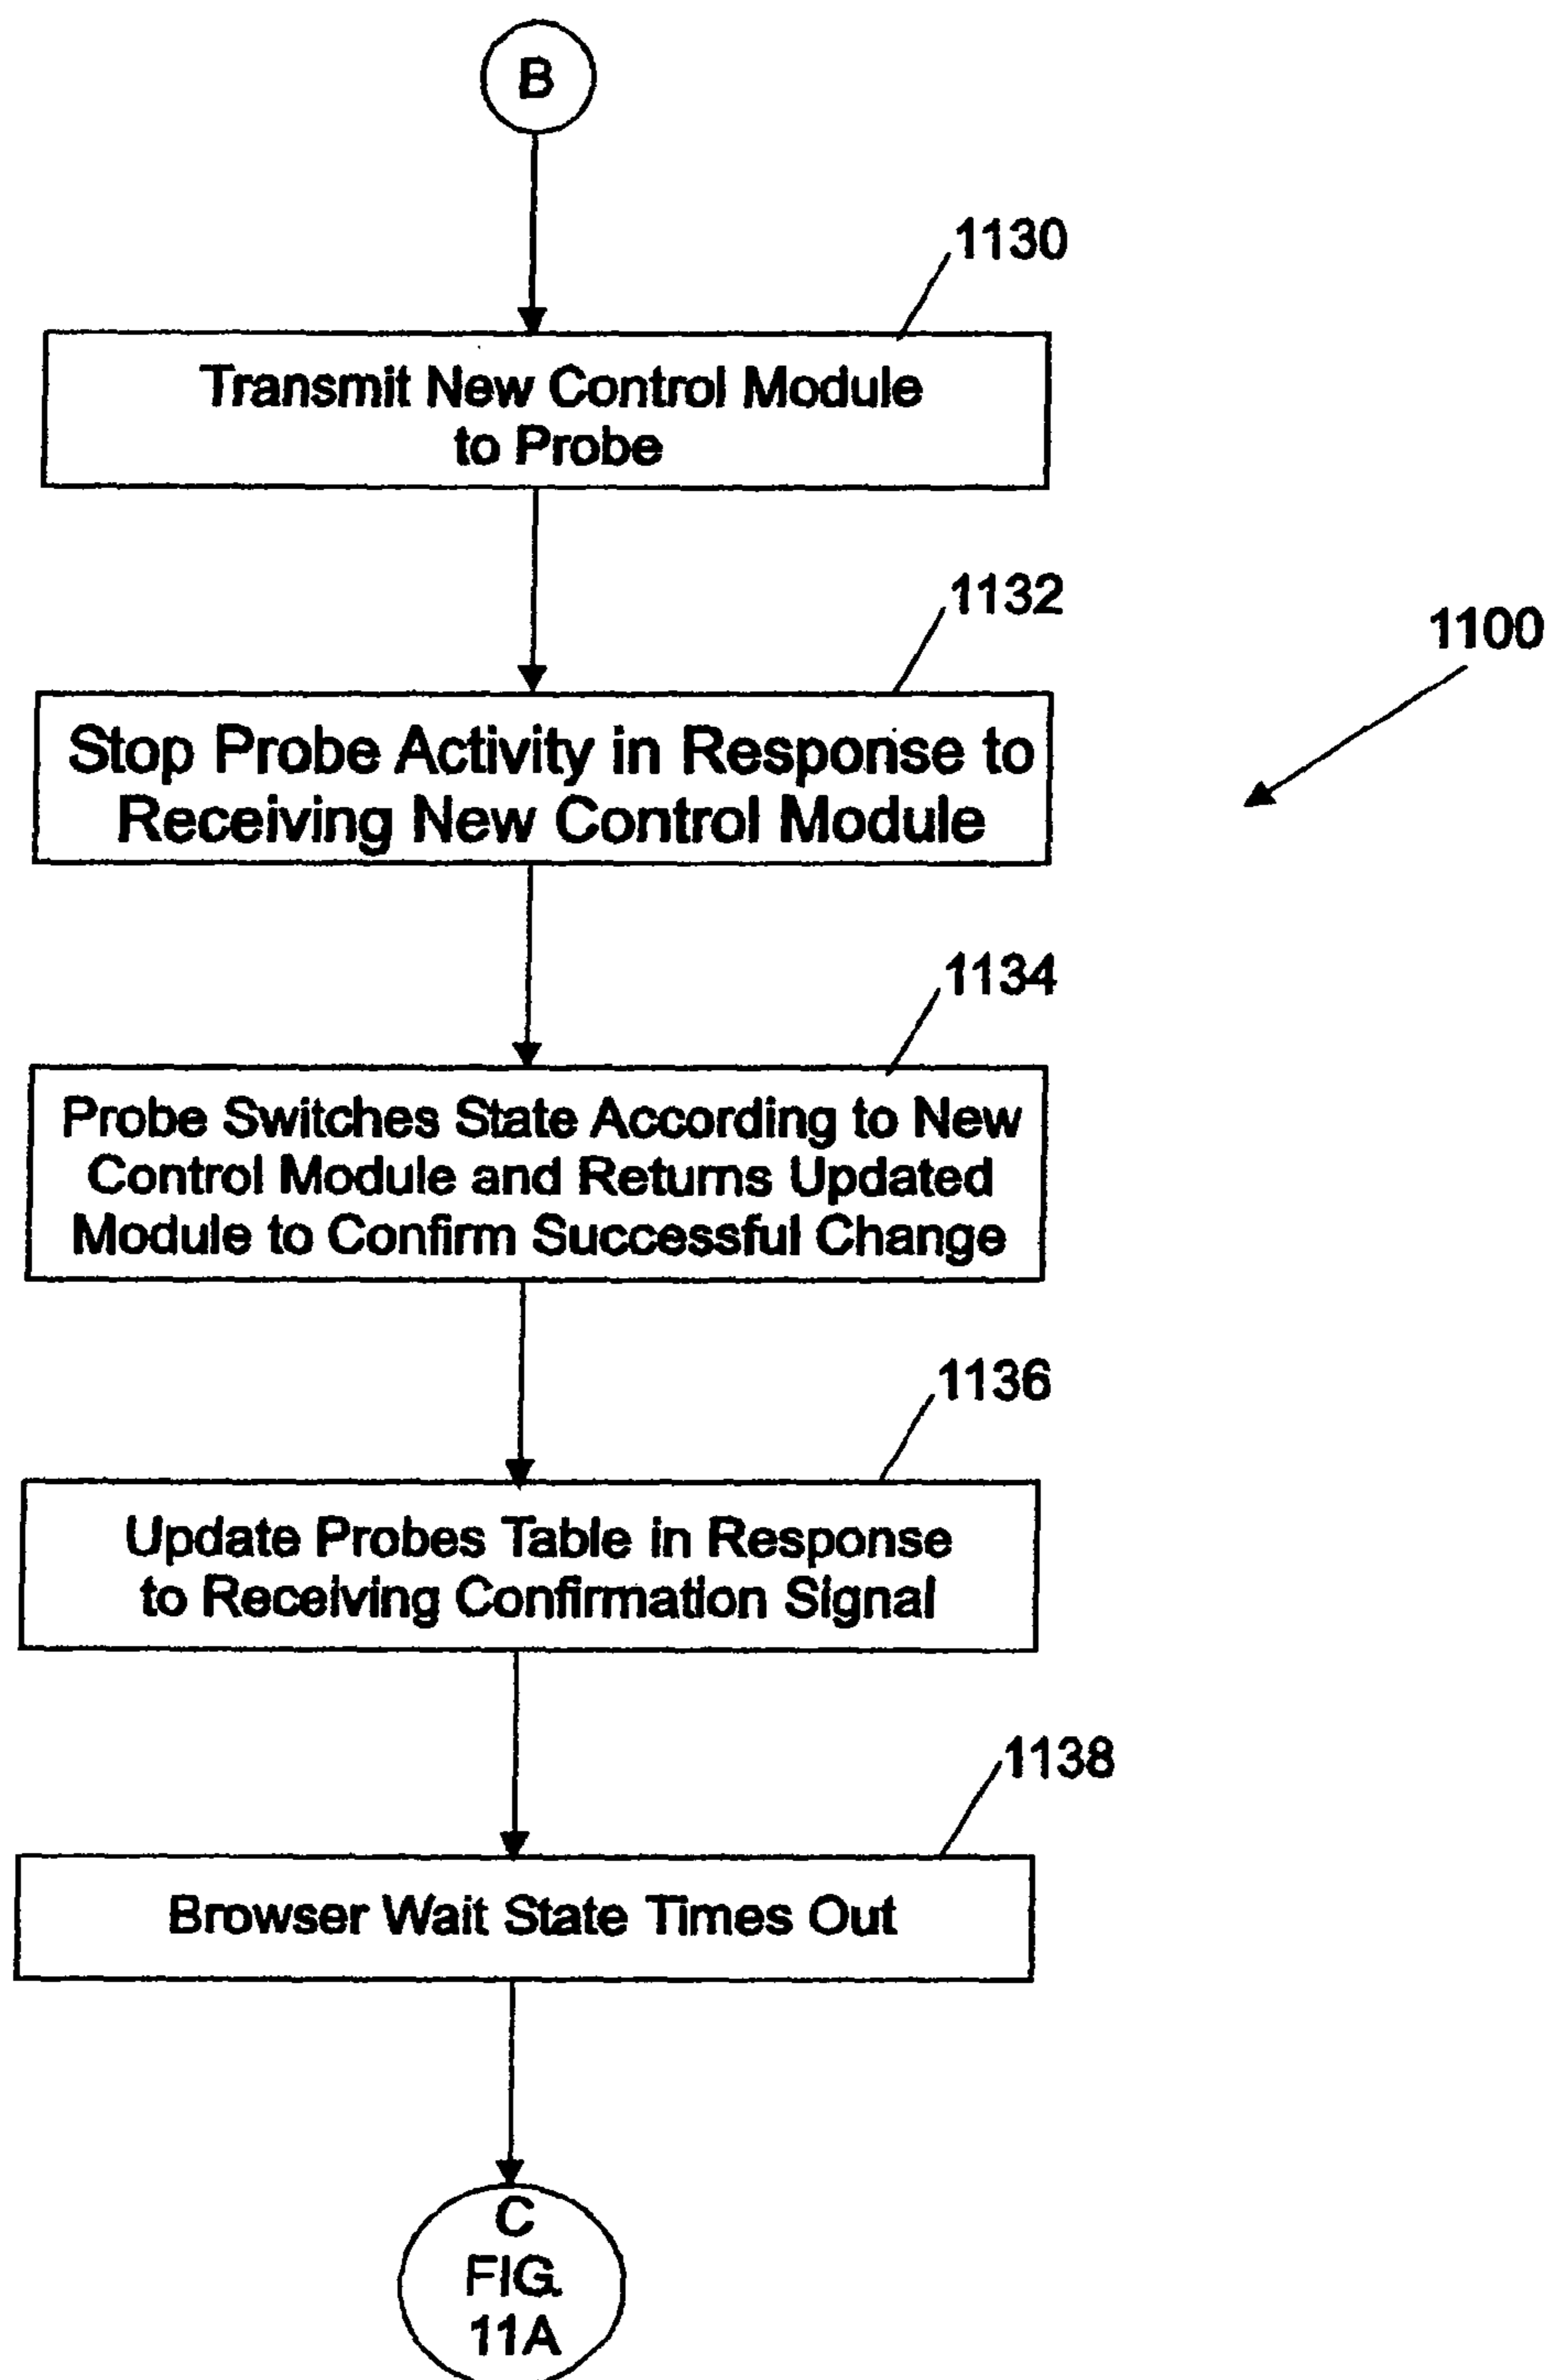 B
1130
Transmit New Control Module
to Probe
1132
1100
Stop Probe Activity in Response to
Receiving New Control Module
1134
Probe Switches State According to New
Control Module and Returns Updated
Module to Confirm Successful Change
1136
Update Probes Table in Response
to Receiving Confirmation Signal
1138
Browser Wait State Times Out
C
FIG.
11A